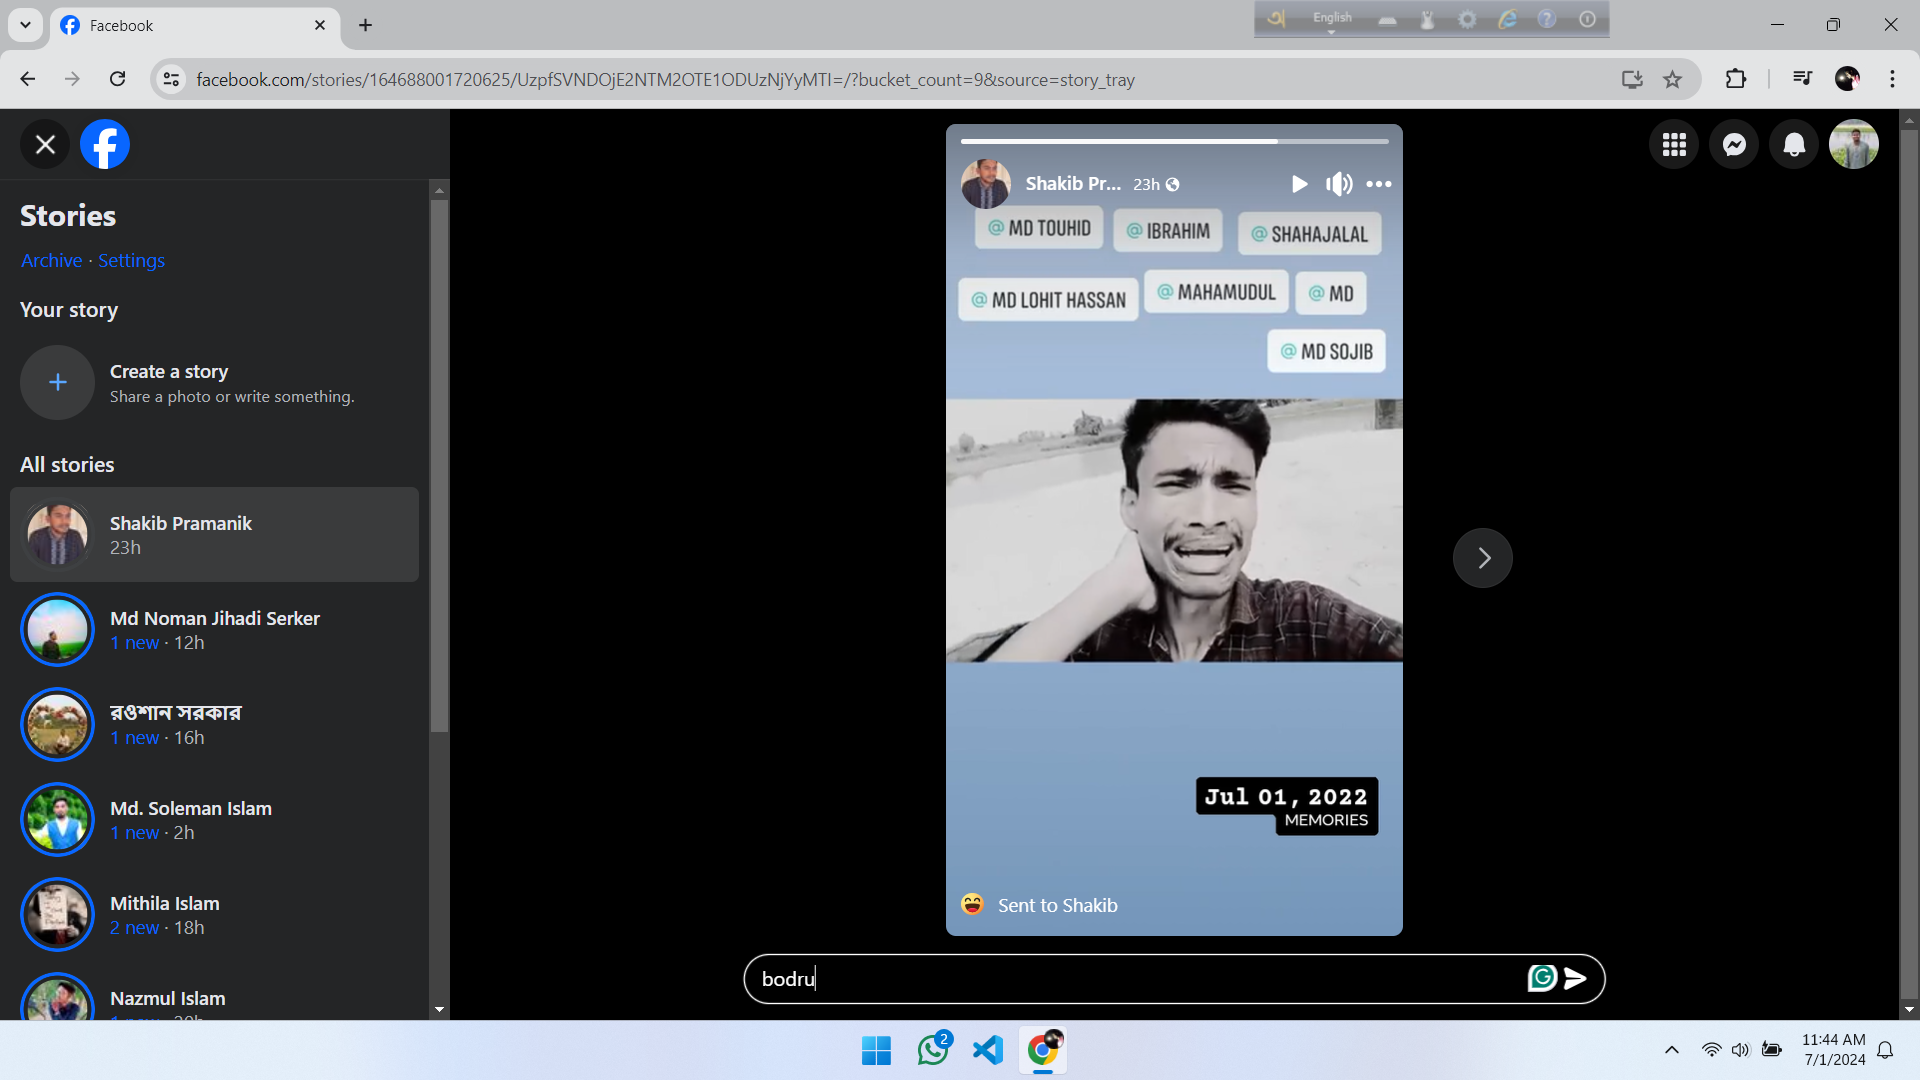 Facebook
English
facebook.com/stories/164688001720625/UzpfSVNDOjE2NTM2OTE1ODUzNjYyMTI=/?bucket_count=9&source=story_tray
Stories
Archive · Settings
Your story
Create a story
Share a photo or write something.
All stories
Shakib Pramanik
23h
Md Noman Jihadi Serker
1 new · 12h
রওশান সরকার
1 new · 16h
Md. Soleman Islam
1 new · 2h
Mithila Islam
2 new · 18h
Nazmul Islam
Shakib Pr... 23h
@MD TOUHID @IBRAHIM @SHAHAJALAL
@MD LOHIT HASSAN @MAHAMUDUL @MD
@MD SOJIB
Jul 01, 2022
MEMORIES
Sent to Shakib
bodru
2
11:44 AM
7/1/2024